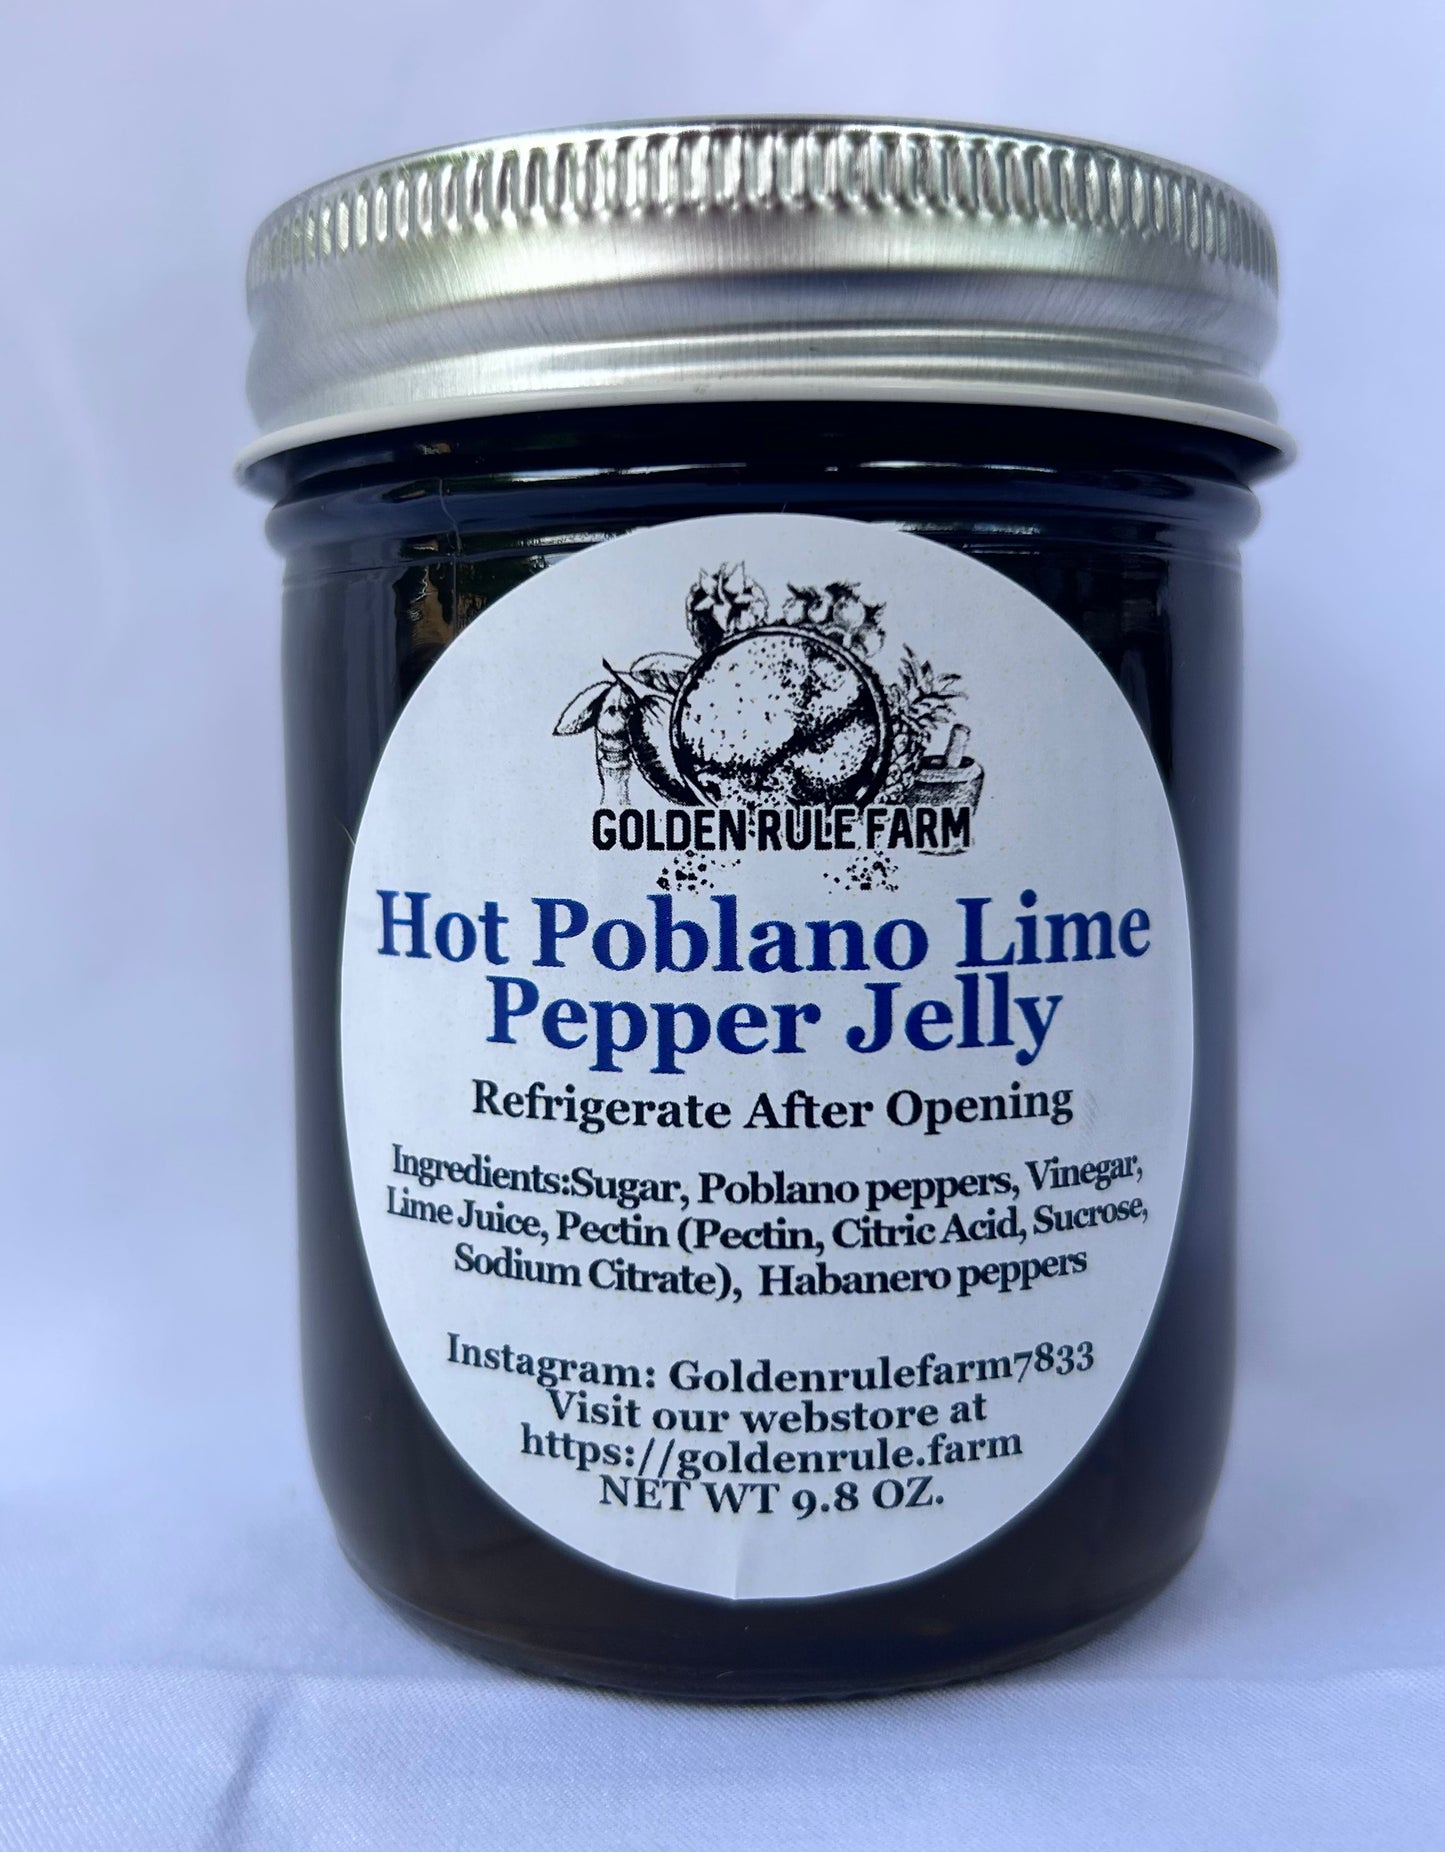 GOLDEN RULE FARM
Hot Poblano Lime
Pepper Jelly
Refrigerate After Opening
Ingredients:Sugar, Poblano peppers, Vinegar,
Lime Juice, Pectin (Pectin, Citric Acid, Sucrose,
Sodium Citrate), Habanero peppers
Instagram: Goldenrulefarm7833
Visit our webstore at
https://goldenrule.farm
NET WT 9.8 OZ.